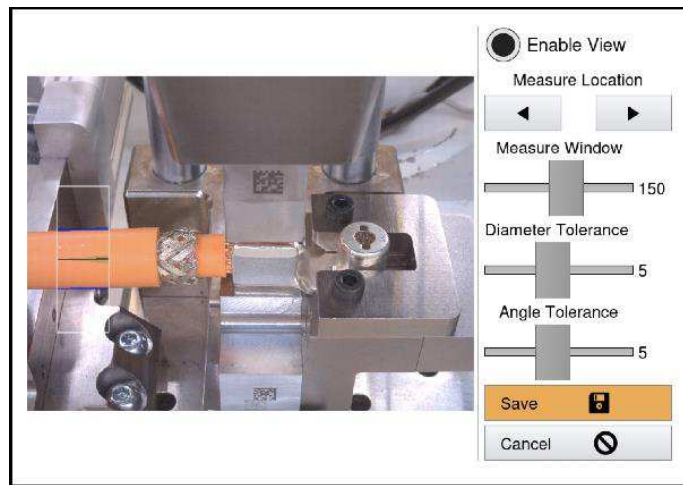 Enable View
Measure Location
Measure Window
150
Diameter Tolerance
5
Angle Tolerance
5
Save
Cancel